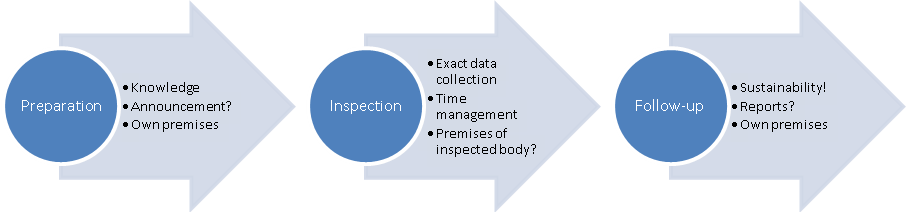 Preparation
• Knowledge
• Announcement?
• Own premises
Inspection
• Exact data
collection
• Time
management
• Premises of
inspected body?
Follow-up
• Sustainability!
• Reports?
• Own premises